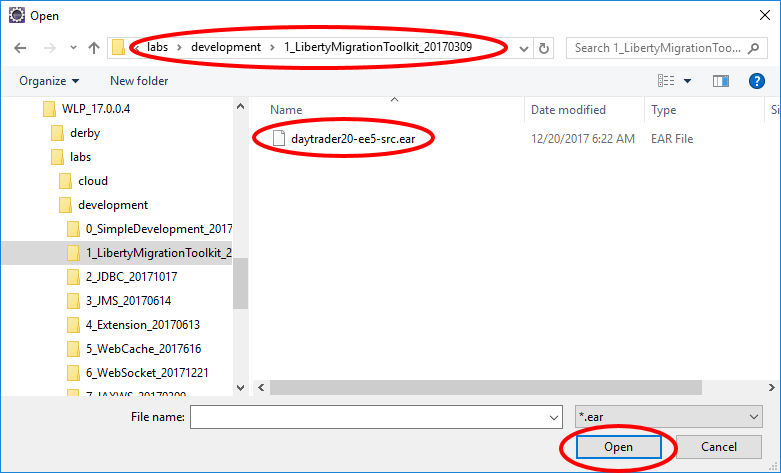 Open
labs > development > 1_LibertyMigrationToolkit_20170309
Search 1_LibertyMigrationToo...
Organize
New folder
Name
Date modified
Type
Si
WLP_17.0.0.4
derby
labs
cloud
development
0_SimpleDevelopment_2017
1_LibertyMigrationToolkit_2
2_JDBC_20171017
3_JMS_20170614
4_Extension_20170613
5_WebCache_2017616
6_WebSocket_20171221
7_JAXWS_20170309
daytrader20-ee5-src.ear
12/20/2017 6:22 AM
EAR File
File name:
*.ear
Open
Cancel